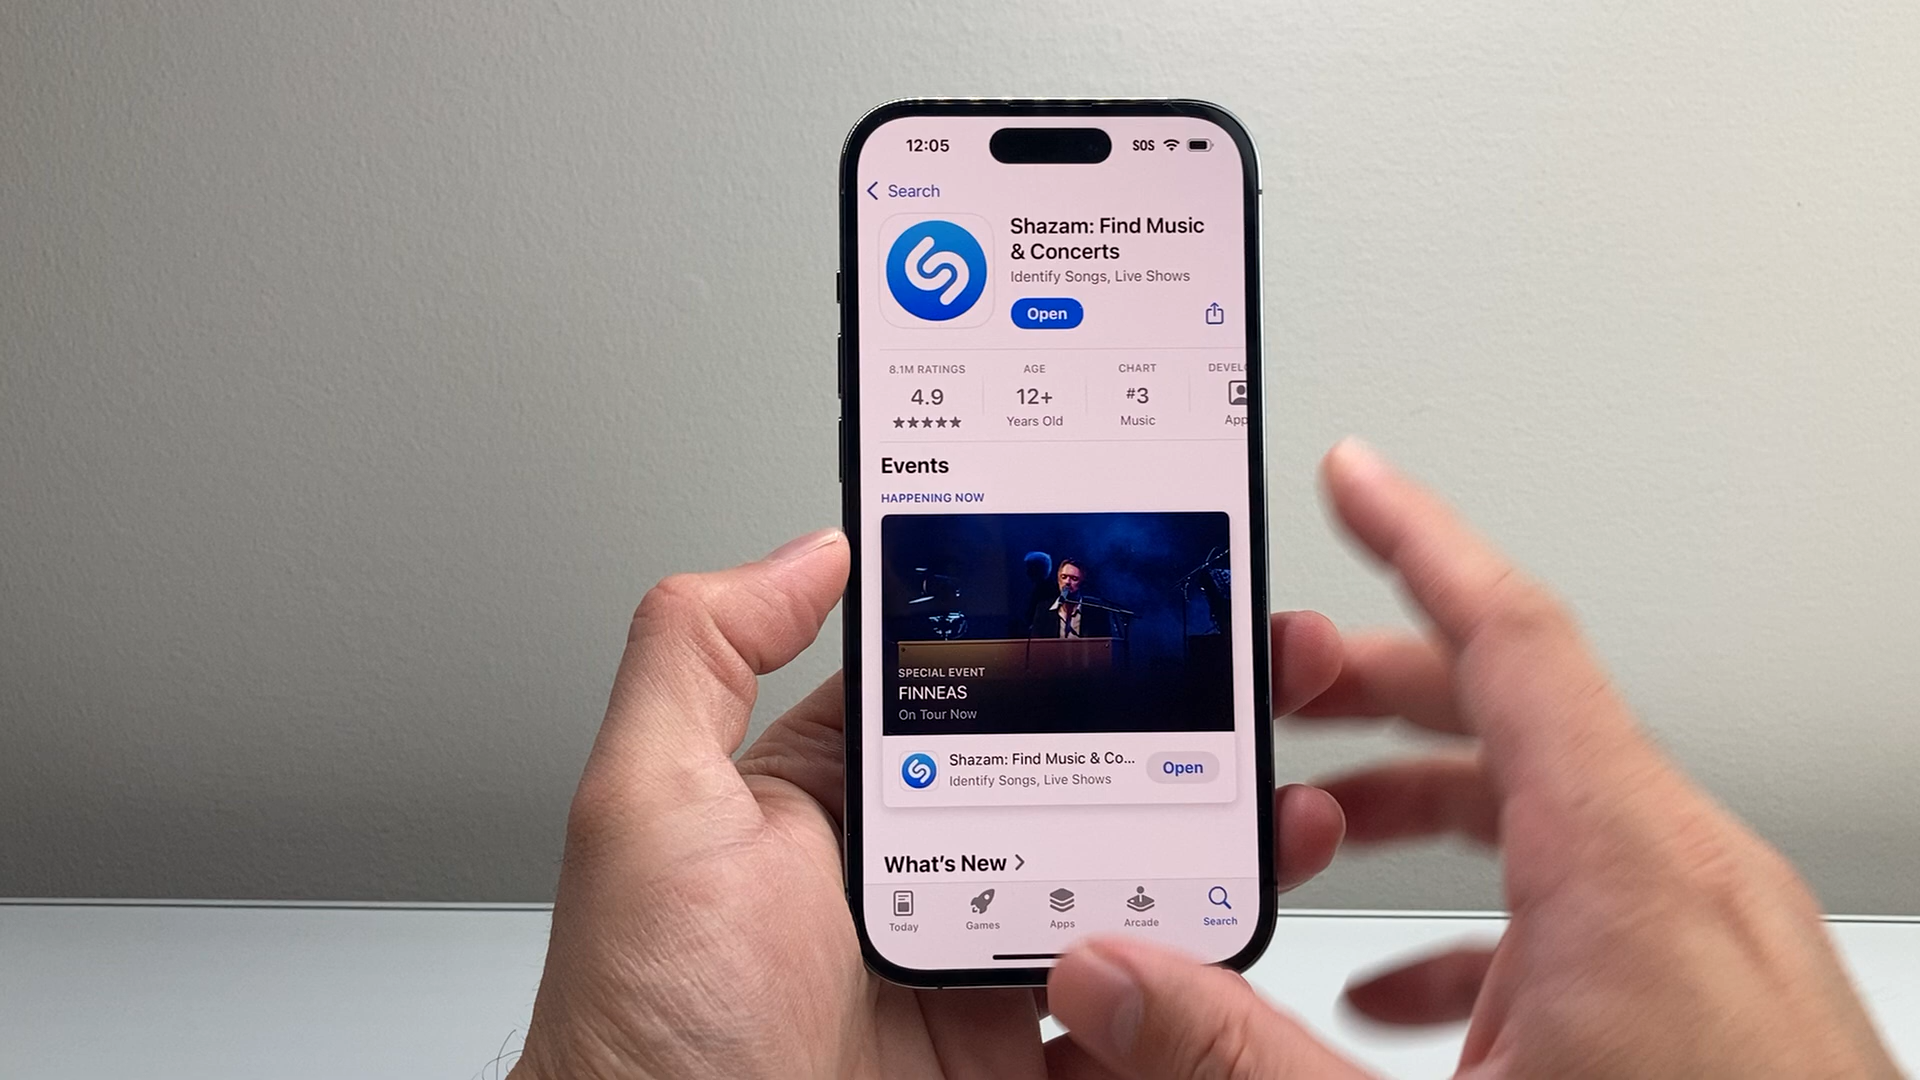 12:05
SOS
Search
Shazam: Find Music
& Concerts
Identify Songs, Live Shows
Open
8.1M RATINGS
4.9
★★★★★
AGE
12+
Years Old
CHART
#3
Music
DEVELO
App
Events
HAPPENING NOW
SPECIAL EVENT
FINNEAS
On Tour Now
Shazam: Find Music & Co...
Identify Songs, Live Shows
Open
What's New
Today
Games
Apps
Arcade
Search